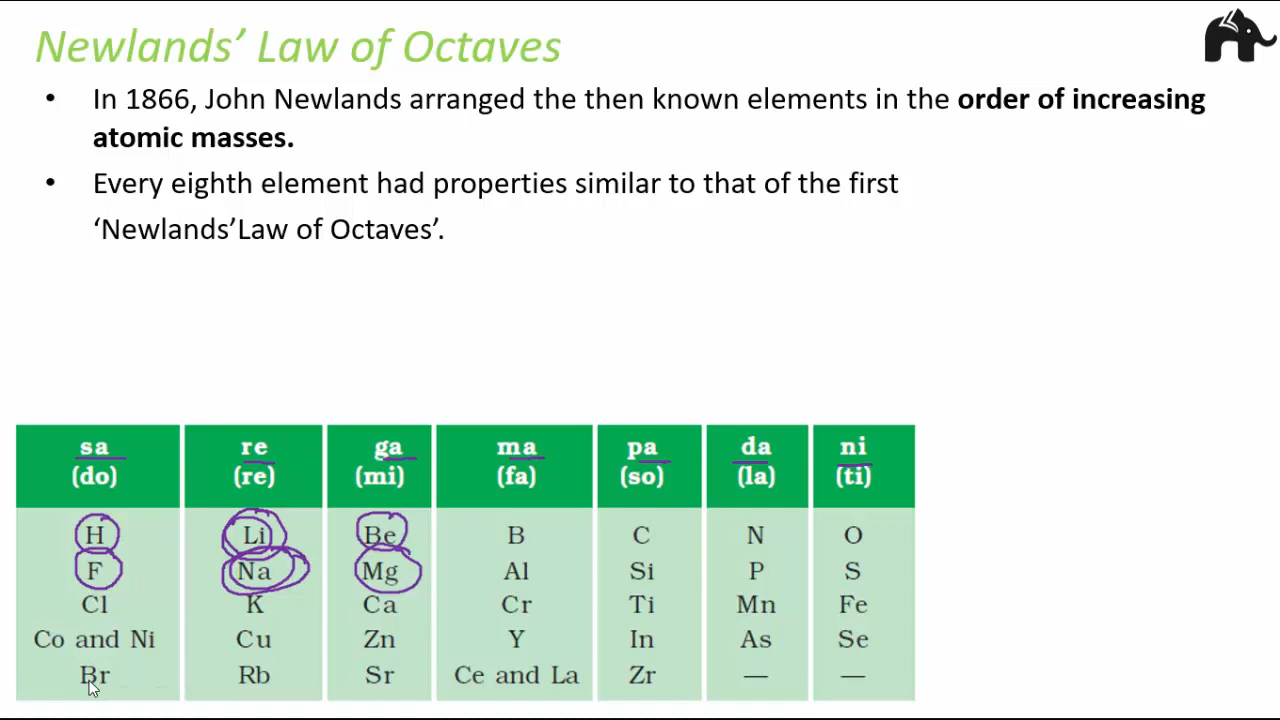 Newlands' Law of Octaves
• In 1866, John Newlands arranged the then known elements in the order of increasing
atomic masses.
• Every eighth element had properties similar to that of the first
‘Newlands’Law of Octaves’.
sa re ga ma pa da ni
(do) (re) (mi) (fa) (so) (la) (ti)
H Li Be B C N O
F Na Mg Al Si P S
Cl K Ca Cr Ti Mn Fe
Co and Ni Cu Zn Y In As Se
Br Rb Sr Ce and La Zr — —